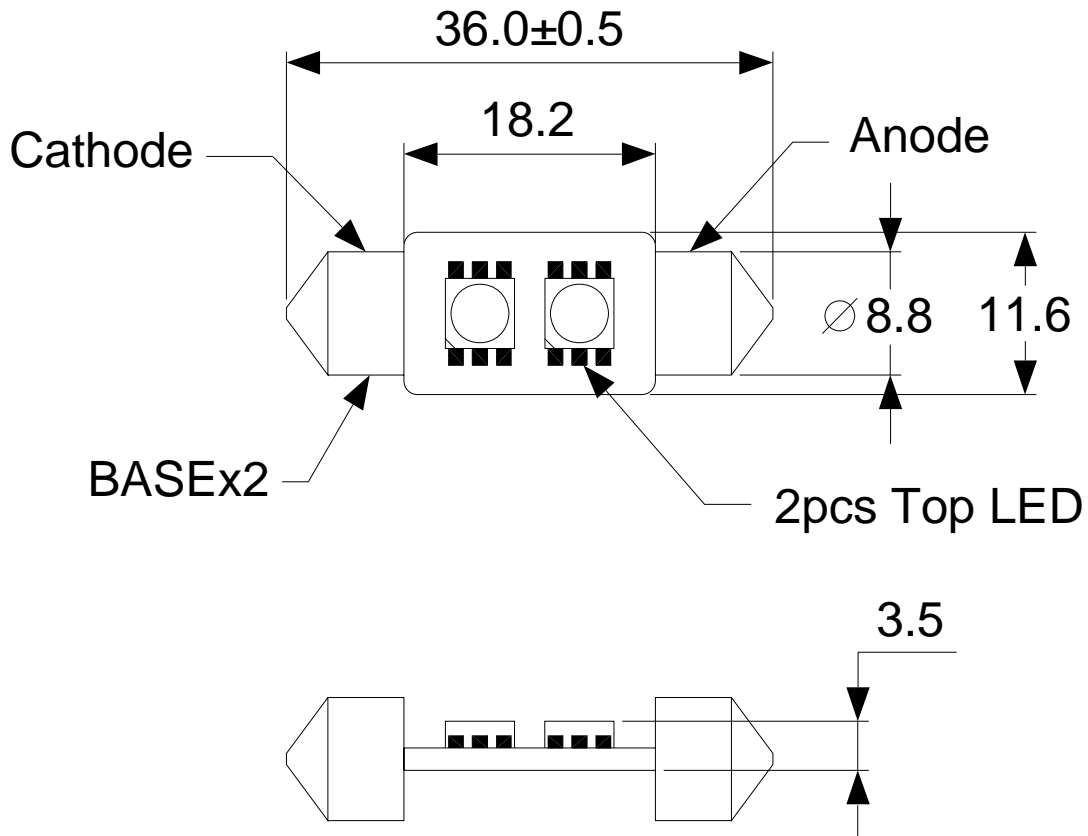 36.0±0.5
18.2
Cathode
Anode
⌀8.8
11.6
BASEx2
2pcs Top LED
3.5